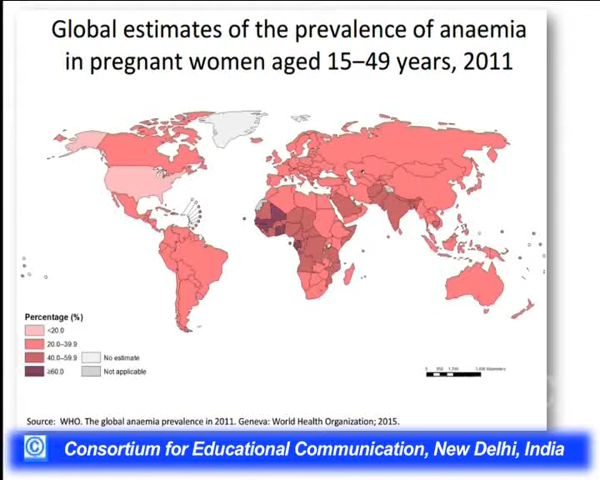 Global estimates of the prevalence of anaemia
in pregnant women aged 15–49 years, 2011
Percentage (%)
<20.0
20.0–39.9
40.0–59.9 No estimate
≥60.0 Not applicable
Source: WHO. The global anaemia prevalence in 2011. Geneva: World Health Organization; 2015.
© Consortium for Educational Communication, New Delhi, India